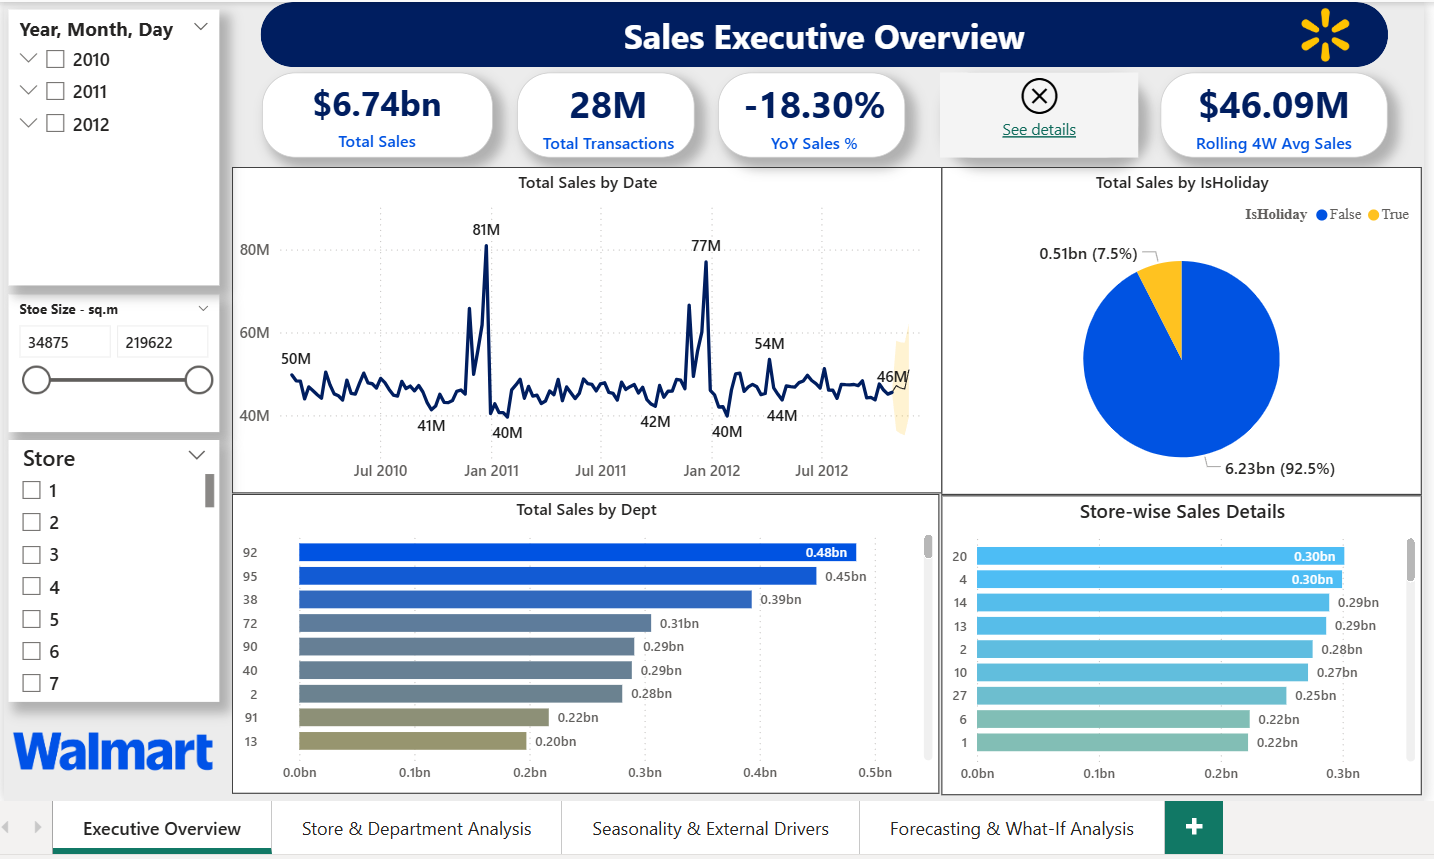 Year, Month, Day
2010
2011
2012
Stoe Size - sq.m
34875
219622
Store
1
2
3
4
5
6
7
Walmart
Sales Executive Overview
$6.74bn
Total Sales
28M
Total Transactions
-18.30%
YoY Sales %
See details
$46.09M
Rolling 4W Avg Sales
Total Sales by Date
80M
60M
40M
50M
41M
81M
40M
42M
77M
40M
54M
44M
46M
Jul 2010
Jan 2011
Jul 2011
Jan 2012
Jul 2012
Total Sales by IsHoliday
IsHoliday False True
0.51bn (7.5%)
6.23bn (92.5%)
Total Sales by Dept
92 0.48bn
95 0.45bn
38 0.39bn
72 0.31bn
90 0.29bn
40 0.29bn
2 0.28bn
91 0.22bn
13 0.20bn
0.0bn 0.1bn 0.2bn 0.3bn 0.4bn 0.5bn
Store-wise Sales Details
20 0.30bn
4 0.30bn
14 0.29bn
13 0.29bn
2 0.28bn
10 0.27bn
27 0.25bn
6 0.22bn
1 0.22bn
0.0bn 0.1bn 0.2bn 0.3bn
Executive Overview
Store & Department Analysis
Seasonality & External Drivers
Forecasting & What-If Analysis